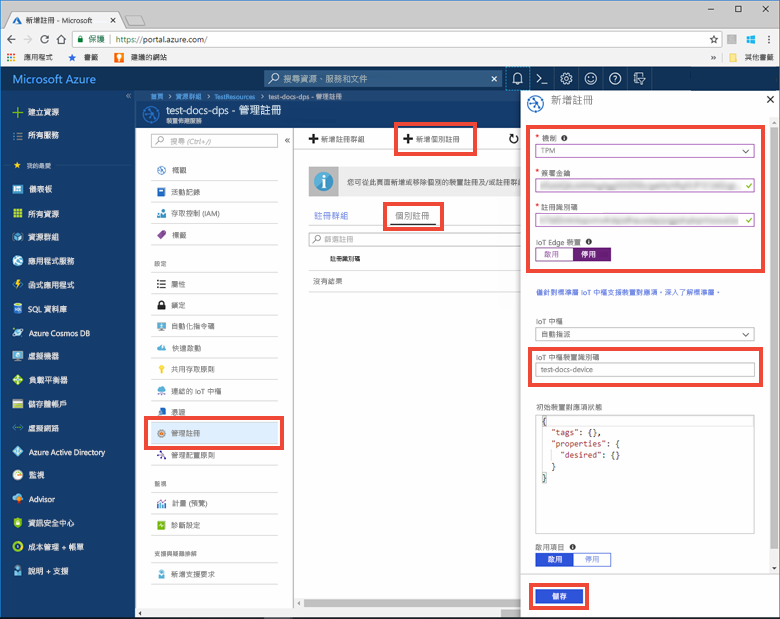 新增註冊 - Microsoft
保護
https://portal.azure.com/
應用程式
書籤
建議的網站
其他書籤
Microsoft Azure
搜尋資源、服務和文件
首頁 > 資源群組 > TestResources > test-docs-dps - 管理註冊
test-docs-dps - 管理註冊
裝置佈建服務
建立資源
所有服務
我的最愛
儀表板
所有資源
資源群組
應用程式服務
函式應用程式
SQL 資料庫
Azure Cosmos DB
虛擬機器
負載平衡器
儲存體帳戶
虛擬網路
Azure Active Directory
監視
Advisor
資訊安全中心
成本管理 + 帳單
說明 + 支援
搜尋 (Ctrl+/)
概觀
活動記錄
存取控制 (IAM)
標籤
設定
屬性
鎖定
自動化指令碼
快速啟動
共用存取原則
連結的 IoT 中樞
憑證
管理註冊
管理配置原則
計量 (預覽)
診斷設定
支援與疑難排解
新增支援要求
新增註冊群組
新增個別註冊
您可從此頁面新增或移除個別的裝置註冊及/或註冊群組
註冊群組
個別註冊
篩選註冊
註冊識別碼
沒有結果
新增註冊
* 機制
TPM
* 簽署金鑰
* 註冊識別碼
IoT Edge 裝置
啟用
停用
僅針對標準層 IoT 中樞支援裝置對應項。深入了解標準層。
IoT 中樞
自動指派
IoT 中樞裝置識別碼
test-docs-device
初始裝置對應項狀態
{
"tags": {},
"properties": {
"desired": {}
}
}
啟用項目
啟用
停用
儲存